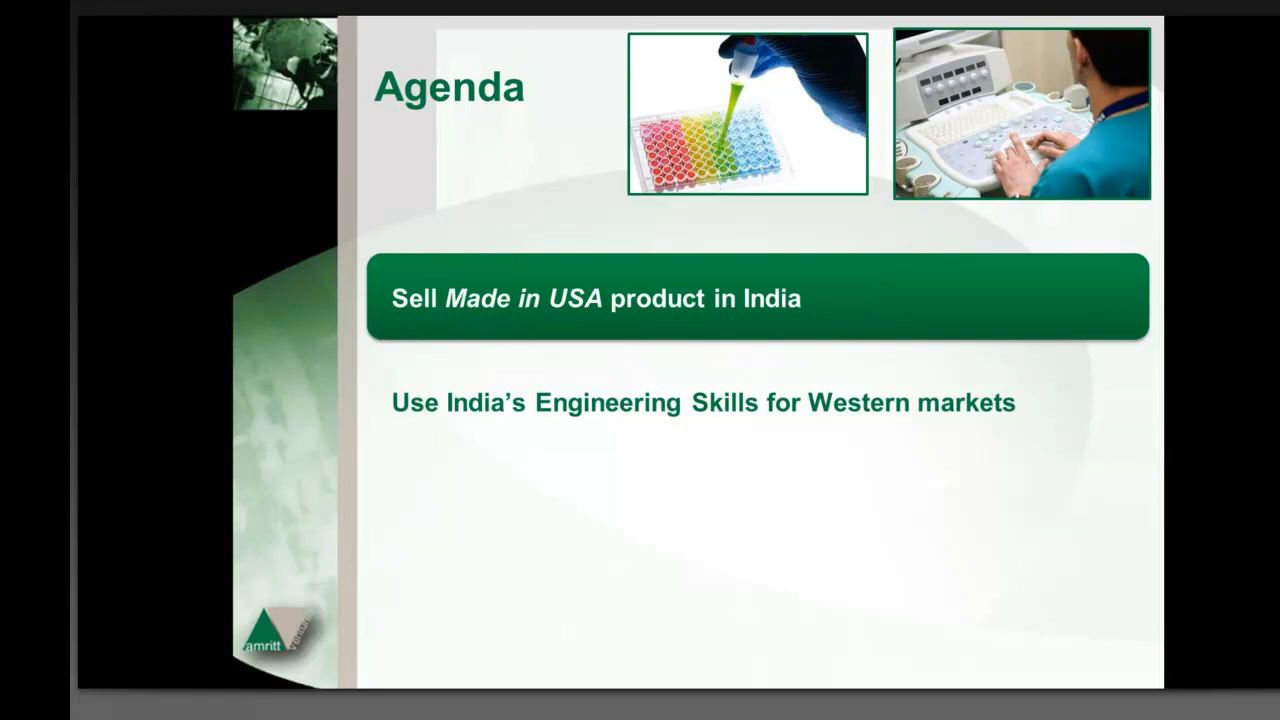 Agenda
Sell Made in USA product in India
Use India’s Engineering Skills for Western markets
amritt